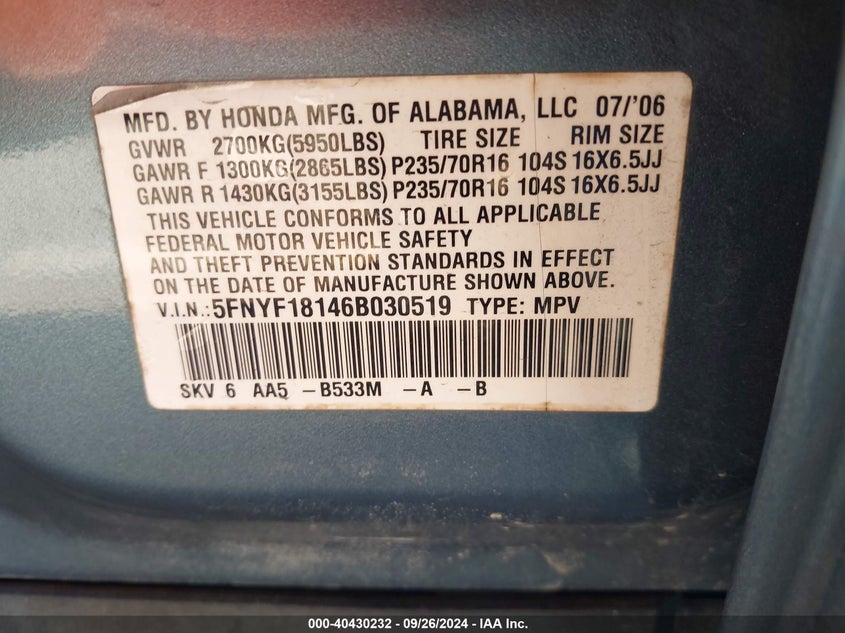 MFD. BY HONDA MFG. OF ALABAMA, LLC 07/'06
GVWR 2700KG(5950LBS) TIRE SIZE RIM SIZE
GAWR F 1300KG(2865LBS) P235/70R16 104S 16X6.5JJ
GAWR R 1430KG(3155LBS) P235/70R16 104S 16X6.5JJ
THIS VEHICLE CONFORMS TO ALL APPLICABLE
FEDERAL MOTOR VEHICLE SAFETY
AND THEFT PREVENTION STANDARDS IN EFFECT
ON THE DATE OF MANUFACTURE SHOWN ABOVE.
V.I.N.:5FNYF18146B030519 TYPE: MPV
SKV 6 AA5 -B533M -A -B
000-40430232 - 09/26/2024 - IAA Inc.